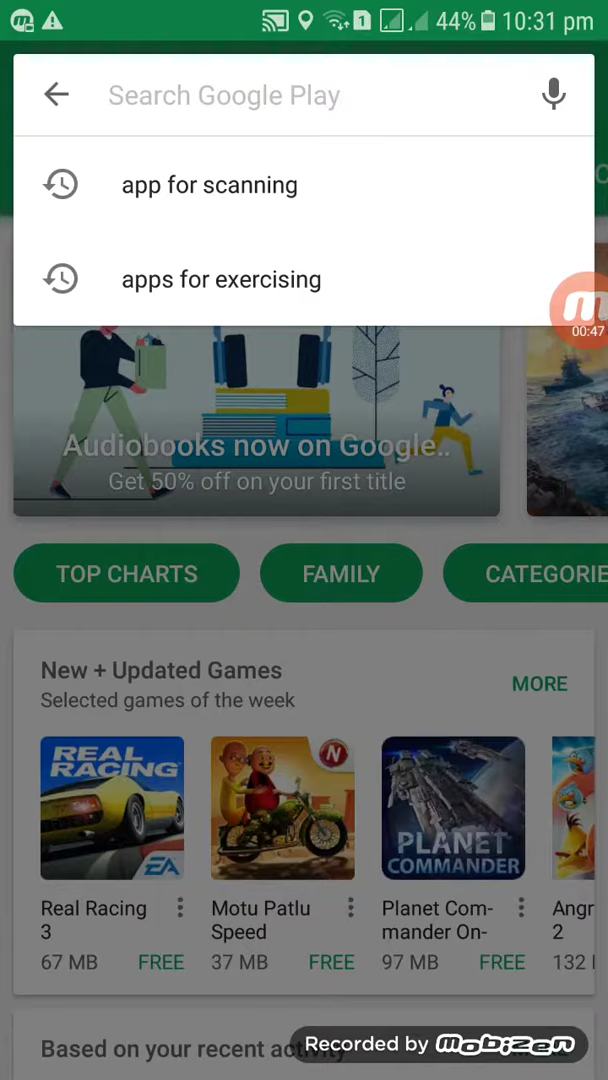 1 44% 10:31 pm
Search Google Play
app for scanning
apps for exercising
00:47
Audiobooks now on Google..
Get 50% off on your first title
TOP CHARTS FAMILY CATEGORIE
New + Updated Games
Selected games of the week
MORE
REAL RACING
EA
N
PLANET
COMMANDER
Real Racing
3
67 MB FREE
Motu Patlu
Speed
37 MB FREE
Planet Com-
mander On-
97 MB FREE
Angr
2
132
Based on your recent activity
Recorded by mobizen